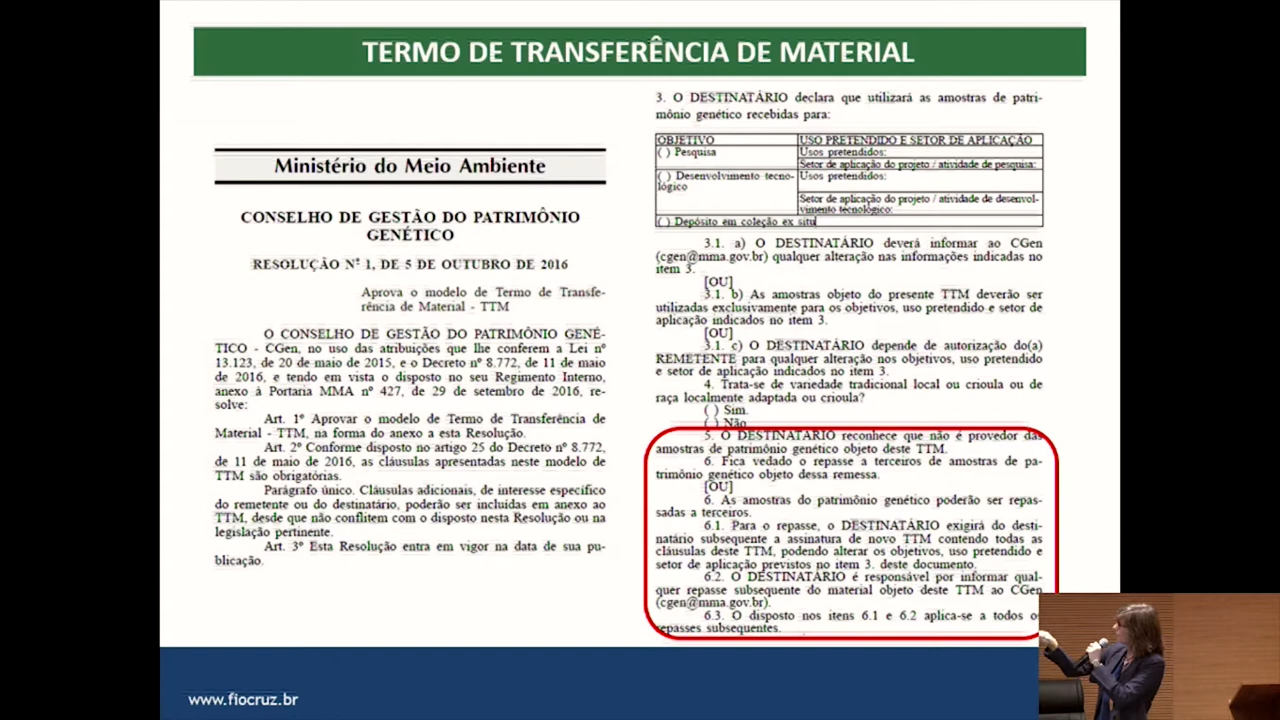 TERMO DE TRANSFERÊNCIA DE MATERIAL
Ministério do Meio Ambiente
CONSELHO DE GESTÃO DO PATRIMÔNIO
GENÉTICO
RESOLUÇÃO Nº 1, DE 5 DE OUTUBRO DE 2016
Aprova o modelo de Termo de Transfe-
rência de Material - TTM
O CONSELHO DE GESTÃO DO PATRIMÔNIO GENÉ-
TICO - CGen, no uso das atribuições que lhe conferem a Lei nº
13.123, de 20 de maio de 2015, e o Decreto nº 8.772, de 11 de maio
de 2016, e tendo em vista o disposto no seu Regimento Interno,
anexo à Portaria MMA nº 427, de 29 de setembro de 2016, re-
solve:
Art. 1º Aprovar o modelo de Termo de Transferência de
Material - TTM, na forma do anexo a esta Resolução.
Art. 2º Conforme disposto no artigo 25 do Decreto nº 8.772,
de 11 de maio de 2016, as cláusulas apresentadas neste modelo de
TTM são obrigatórias.
Parágrafo único. Cláusulas adicionais, de interesse específico
do remetente ou do destinatário, poderão ser incluídas em anexo ao
TTM, desde que não conflitem com o disposto nesta Resolução ou na
legislação pertinente.
Art. 3º Esta Resolução entra em vigor na data de sua pu-
blicação.
3. O DESTINATÁRIO declara que utilizará as amostras de patri-
mônio genético recebidas para:
OBJETIVO USO PRETENDIDO E SETOR DE APLICAÇÃO
( ) Pesquisa Usos pretendidos:
Setor de aplicação do projeto / atividade de pesquisa:
( ) Desenvolvimento tecno- Usos pretendidos:
lógico
Setor de aplicação do projeto / atividade de desenvol-
vimento tecnológico:
( ) Depósito em coleção ex situ
3.1. a) O DESTINATÁRIO deverá informar ao CGen
(cgen@mma.gov.br) qualquer alteração nas informações indicadas no
item 3.
[OU]
3.1. b) As amostras objeto do presente TTM deverão ser
utilizadas exclusivamente para os objetivos, uso pretendido e setor de
aplicação indicados no item 3.
[OU]
3.1. c) O DESTINATÁRIO depende de autorização do(a)
REMETENTE para qualquer alteração nos objetivos, uso pretendido
e setor de aplicação indicados no item 3.
4. Trata-se de variedade tradicional local ou crioula ou de
raça localmente adaptada ou crioula?
( ) Sim.
( ) Não
5. O DESTINATÁRIO reconhece que não é provedor das
amostras de patrimônio genético objeto deste TTM.
6. Fica vedado o repasse a terceiros de amostras de pa-
trimônio genético objeto dessa remessa.
[OU]
6. As amostras do patrimônio genético poderão ser repas-
sadas a terceiros.
6.1. Para o repasse, o DESTINATÁRIO exigirá do desti-
natário subsequente a assinatura de novo TTM contendo todas as
cláusulas deste TTM, podendo alterar os objetivos, uso pretendido e
setor de aplicação previstos no item 3. deste documento.
6.2. O DESTINATÁRIO é responsável por informar qual-
quer repasse subsequente do material objeto deste TTM ao CGen
(cgen@mma.gov.br).
6.3. O disposto nos itens 6.1 e 6.2 aplica-se a todos os
repasses subsequentes.
www.fiocruz.br